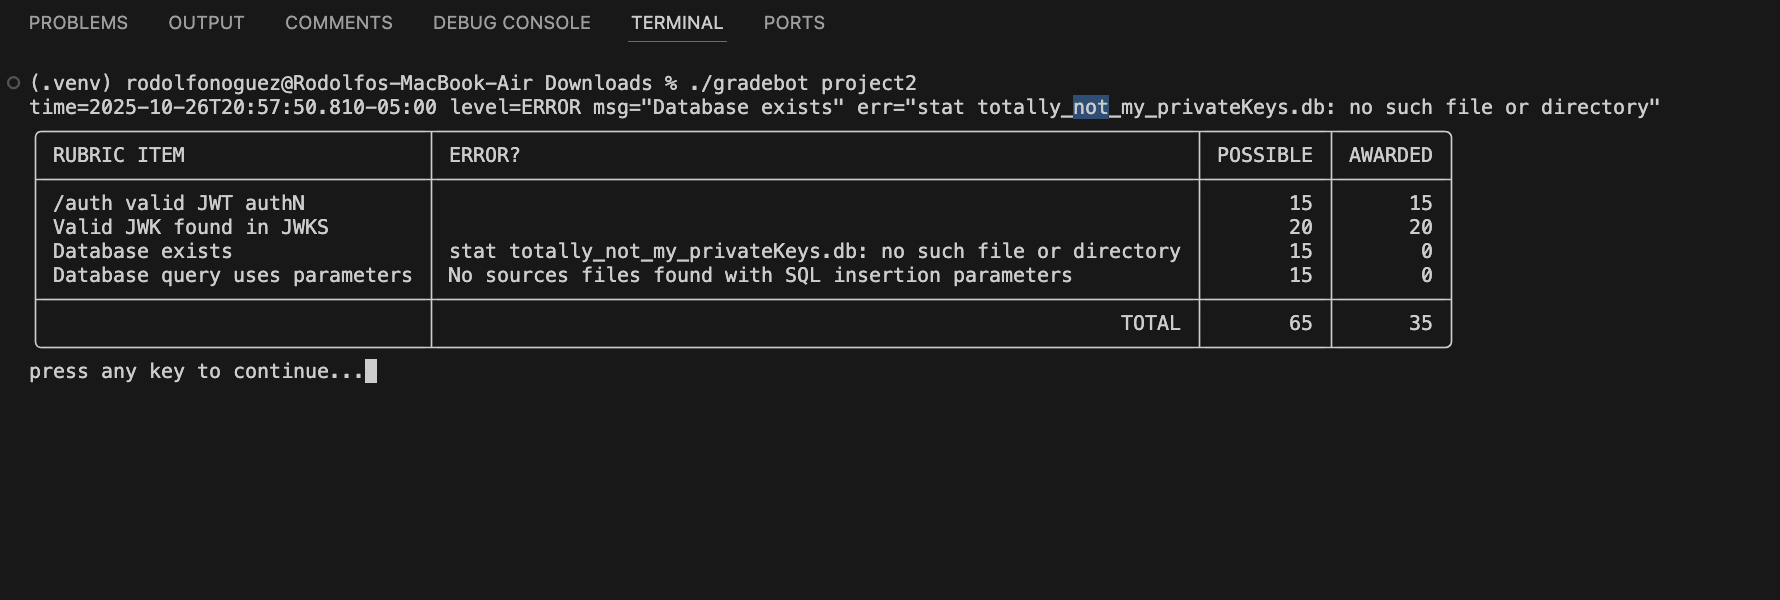 PROBLEMS OUTPUT COMMENTS DEBUG CONSOLE TERMINAL PORTS
(.venv) rodolfonoguez@Rodolfos-MacBook-Air Downloads % ./gradebot project2
time=2025-10-26T20:57:50.810-05:00 level=ERROR msg="Database exists" err="stat totally_not_my_privateKeys.db: no such file or directory"
RUBRIC ITEM ERROR? POSSIBLE AWARDED
/auth valid JWT authN 15 15
Valid JWK found in JWKS 20 20
Database exists stat totally_not_my_privateKeys.db: no such file or directory 15 0
Database query uses parameters No sources files found with SQL insertion parameters 15 0
TOTAL 65 35
press any key to continue...